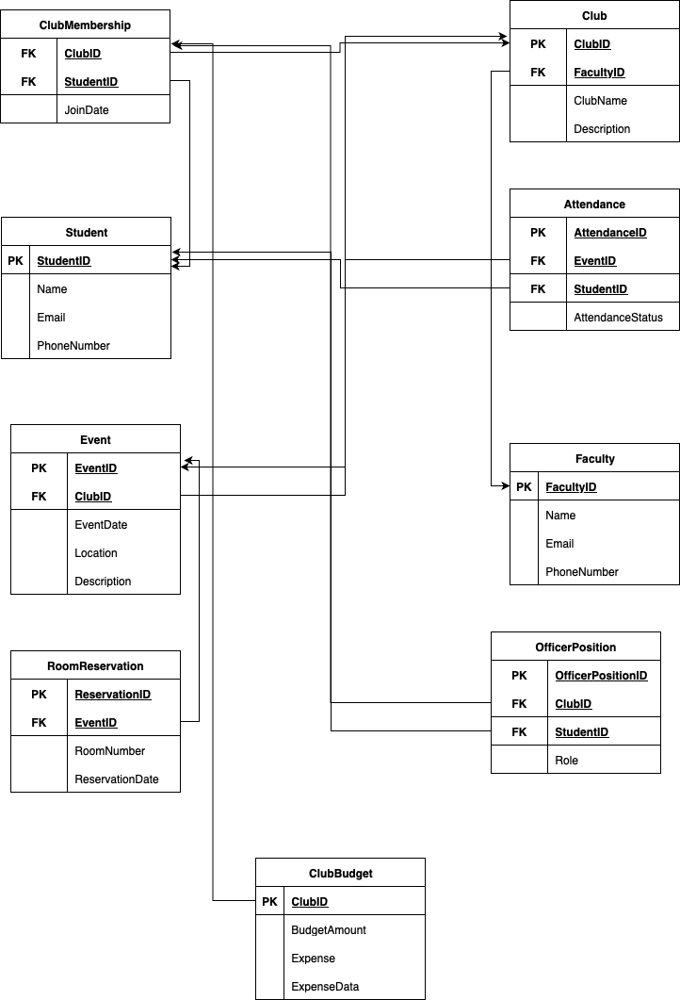 ClubMembership
FK ClubID
FK StudentID
JoinDate
Club
PK ClubID
FK FacultyID
ClubName
Description
Student
PK StudentID
Name
Email
PhoneNumber
Attendance
PK AttendanceID
FK EventID
FK StudentID
AttendanceStatus
Event
PK EventID
FK ClubID
EventDate
Location
Description
Faculty
PK FacultyID
Name
Email
PhoneNumber
RoomReservation
PK ReservationID
FK EventID
RoomNumber
ReservationDate
OfficerPosition
PK OfficerPositionID
FK ClubID
FK StudentID
Role
ClubBudget
PK ClubID
BudgetAmount
Expense
ExpenseData